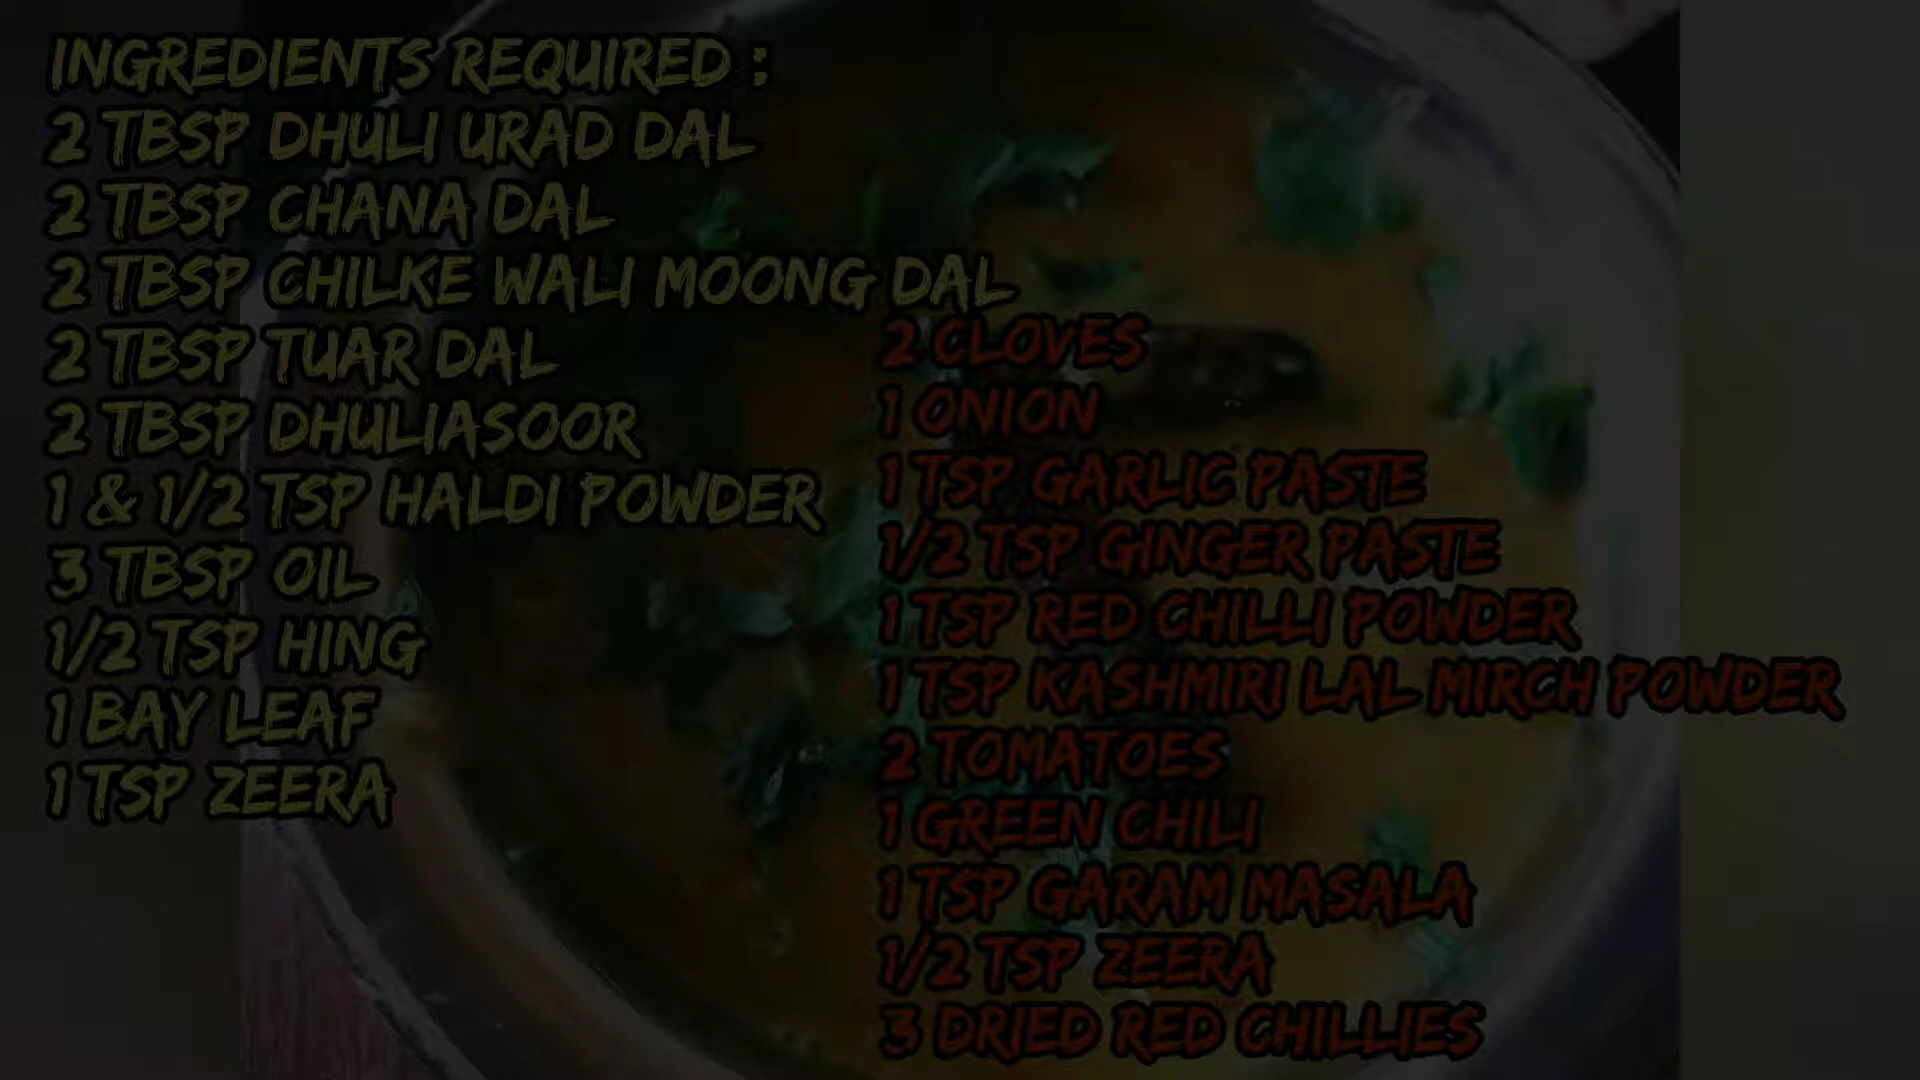 INGREDIENTS REQUIRED :
2 TBSP DHULI URAD DAL
2 TBSP CHANA DAL
2 TBSP CHILKE WALI MOONG DAL
2 TBSP TUAR DAL
2 TBSP DHULIASOOR
1 & 1/2 TSP HALDI POWDER
3 TBSP OIL
1/2 TSP HING
1 BAY LEAF
1 TSP ZEERA
2 CLOVES
1 ONION
1 TSP GARLIC PASTE
1/2 TSP GINGER PASTE
1 TSP RED CHILLI POWDER
1 TSP KASHMIRI LAL MIRCH POWDER
2 TOMATOES
1 GREEN CHILI
1 TSP GARAM MASALA
1/2 TSP ZEERA
3 DRIED RED CHILLIES